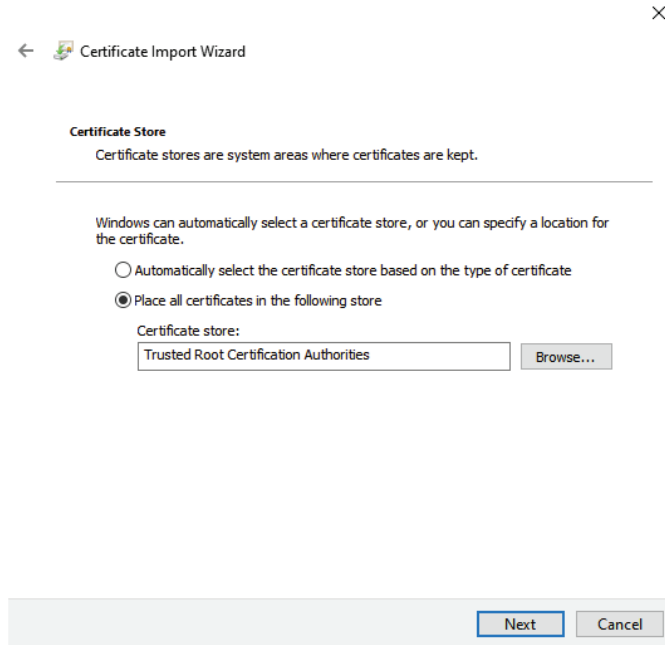 Certificate Import Wizard
Certificate Store
Certificate stores are system areas where certificates are kept.
Windows can automatically select a certificate store, or you can specify a location for
the certificate.
Automatically select the certificate store based on the type of certificate
Place all certificates in the following store
Certificate store:
Trusted Root Certification Authorities
Browse...
Next
Cancel